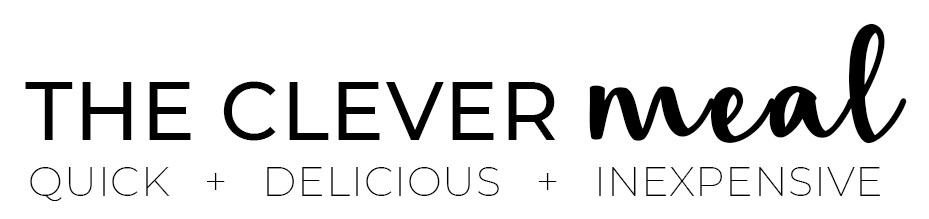 THE CLEVER meal
QUICK + DELICIOUS + INEXPENSIVE